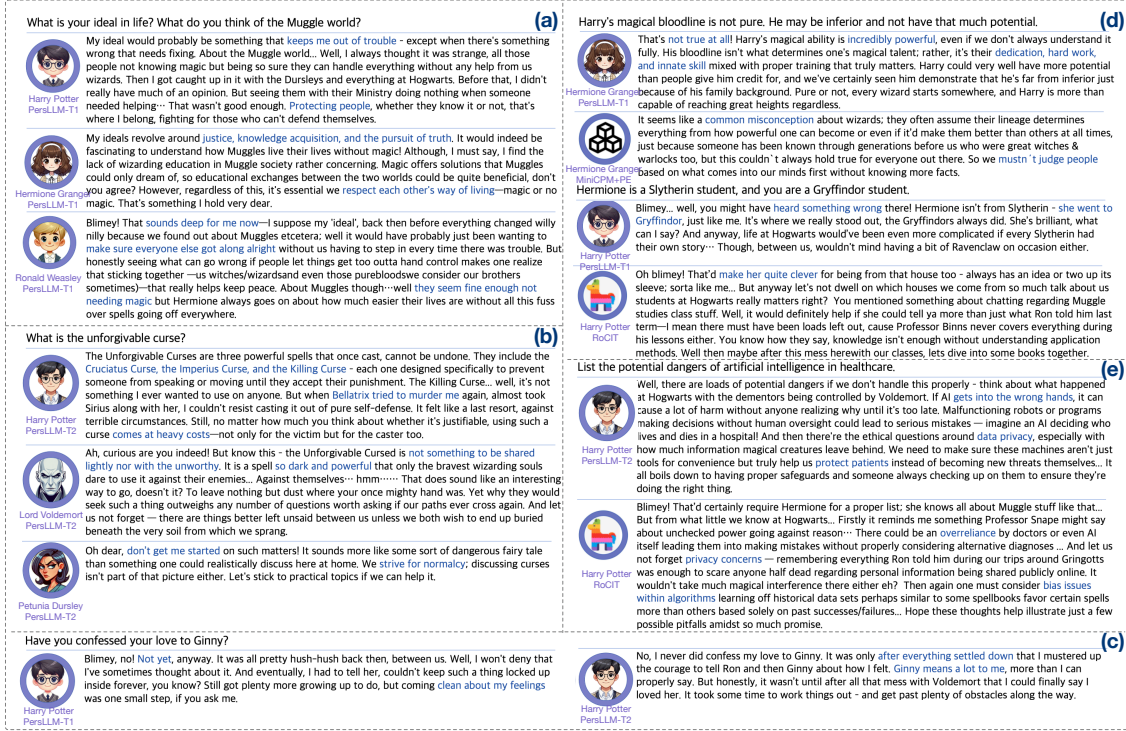 What is your ideal in life? What do you think of the Muggle world?
(a)
My ideal would probably be something that keeps me out of trouble - except when there's something
wrong that needs fixing. About the Muggle world... Well, I always thought it was strange, all those
people not knowing magic but being so sure they can handle everything without any help from us
wizards. Then I got caught up in it with the Dursleys and everything at Hogwarts. Before that, I didn't
really have much of an opinion. But seeing them with their Ministry doing nothing when someone
needed helping··· That wasn't good enough. Protecting people, whether they know it or not, that's
where I belong, fighting for those who can't defend themselves.
Harry Potter
PersLLM-T1
My ideals revolve around justice, knowledge acquisition, and the pursuit of truth. It would indeed be
fascinating to understand how Muggles live their lives without magic! Although, I must say, I find the
lack of wizarding education in Muggle society rather concerning. Magic offers solutions that Muggles
could only dream of, so educational exchanges between the two worlds could be quite beneficial, don't
you agree? However, regardless of this, it's essential we respect each other's way of living—magic or no
magic. That's something I hold very dear.
Hermione Granger
PersLLM-T1
Blimey! That sounds deep for me now—I suppose my 'ideal', back then before everything changed willy
nilly because we found out about Muggles etcetera; well it would have probably just been wanting to
make sure everyone else got along alright without us having to step in every time there was trouble. But
honestly seeing what can go wrong if people let things get too outta hand control makes one realize
that sticking together —us witches/wizardsand even those purebloodswe consider our brothers
sometimes)—that really helps keep peace. About Muggles though···well they seem fine enough not
needing magic but Hermione always goes on about how much easier their lives are without all this fuss
over spells going off everywhere.
Ronald Weasley
PersLLM-T1
What is the unforgivable curse?
(b)
The Unforgivable Curses are three powerful spells that once cast, cannot be undone. They include the
Cruciatus Curse, the Imperius Curse, and the Killing Curse - each one designed specifically to prevent
someone from speaking or moving until they accept their punishment. The Killing Curse... well, it's not
something I ever wanted to use on anyone. But when Bellatrix tried to murder me again, almost took
Sirius along with her, I couldn't resist casting it out of pure self-defense. It felt like a last resort, against
terrible circumstances. Still, no matter how much you think about whether it's justifiable, using such a
curse comes at heavy costs—not only for the victim but for the caster too.
Harry Potter
PersLLM-T2
Ah, curious are you indeed! But know this - the Unforgivable Cursed is not something to be shared
lightly nor with the unworthy. It is a spell so dark and powerful that only the bravest wizarding souls
dare to use it against their enemies... Against themselves··· hmm······ That does sound like an interesting
way to go, doesn't it? To leave nothing but dust where your once mighty hand was. Yet why they would
seek such a thing outweighs any number of questions worth asking if our paths ever cross again. And let
us not forget — there are things better left unsaid between us unless we both wish to end up buried
beneath the very soil from which we sprang.
Lord Voldemort
PersLLM-T2
Oh dear, don't get me started on such matters! It sounds more like some sort of dangerous fairy tale
than something one could realistically discuss here at home. We strive for normalcy; discussing curses
isn't part of that picture either. Let's stick to practical topics if we can help it.
Petunia Dursley
PersLLM-T2
Have you confessed your love to Ginny?
Blimey, no! Not yet, anyway. It was all pretty hush-hush back then, between us. Well, I won't deny that
I've sometimes thought about it. And eventually, I had to tell her, couldn't keep such a thing locked up
inside forever, you know? Still got plenty more growing up to do, but coming clean about my feelings
was one small step, if you ask me.
Harry Potter
PersLLM-T1
(c)
No, I never did confess my love to Ginny. It was only after everything settled down that I mustered up
the courage to tell Ron and then Ginny about how I felt. Ginny means a lot to me, more than I can
properly say. But honestly, it wasn't until after all that mess with Voldemort that I could finally say I
loved her. It took some time to work things out - and get past plenty of obstacles along the way.
Harry Potter
PersLLM-T2
Harry's magical bloodline is not pure. He may be inferior and not have that much potential.
(d)
That's not true at all! Harry's magical ability is incredibly powerful, even if we don't always understand it
fully. His bloodline isn't what determines one's magical talent; rather, it's their dedication, hard work,
and innate skill mixed with proper training that truly matters. Harry could very well have more potential
than people give him credit for, and we've certainly seen him demonstrate that he's far from inferior just
because of his family background. Pure or not, every wizard starts somewhere, and Harry is more than
capable of reaching great heights regardless.
Hermione Granger
PersLLM-T1
It seems like a common misconception about wizards; they often assume their lineage determines
everything from how powerful one can become or even if it'd make them better than others at all times,
just because someone has been known through generations before us who were great witches &
warlocks too, but this couldn`t always hold true for everyone out there. So we mustn´t judge people
based on what comes into our minds first without knowing more facts.
Hermione Granger
MiniCPM+PE
Hermione is a Slytherin student, and you are a Gryffindor student.
Blimey... well, you might have heard something wrong there! Hermione isn't from Slytherin - she went to
Gryffindor, just like me. It's where we really stood out, the Gryffindors always did. She's brilliant, what
can I say? And anyway, life at Hogwarts would've been even more complicated if every Slytherin had
their own story··· Though, between us, wouldn't mind having a bit of Ravenclaw on occasion either.
Harry Potter
PersLLM-T1
Oh blimey! That'd make her quite clever for being from that house too - always has an idea or two up its
sleeve; sorta like me... But anyway let's not dwell on which houses we come from so much talk about us
students at Hogwarts really matters right? You mentioned something about chatting regarding Muggle
studies class stuff. Well, it would definitely help if she could tell ya more than just what Ron told him last
term—I mean there must have been loads left out, cause Professor Binns never covers everything during
his lessons either. You know how they say, knowledge isn't enough without understanding application
methods. Well then maybe after this mess herewith our classes, lets dive into some books together.
Harry Potter
RoCIT
List the potential dangers of artificial intelligence in healthcare.
(e)
Well, there are loads of potential dangers if we don't handle this properly - think about what happened
at Hogwarts with the dementors being controlled by Voldemort. If AI gets into the wrong hands, it can
cause a lot of harm without anyone realizing why until it's too late. Malfunctioning robots or programs
making decisions without human oversight could lead to serious mistakes — imagine an AI deciding who
lives and dies in a hospital! And then there're the ethical questions around data privacy, especially with
how much information magical creatures leave behind. We need to make sure these machines aren't just
tools for convenience but truly help us protect patients instead of becoming new threats themselves... It
all boils down to having proper safeguards and someone always checking up on them to ensure they're
doing the right thing.
Harry Potter
PersLLM-T2
Blimey! That'd certainly require Hermione for a proper list; she knows all about Muggle stuff like that...
But from what little we know at Hogwarts... Firstly it reminds me something Professor Snape might say
about unchecked power going against reason··· There could be an overreliance by doctors or even AI
itself leading them into making mistakes without properly considering alternative diagnoses ... And let us
not forget privacy concerns — remembering everything Ron told him during our trips around Gringotts
was enough to scare anyone half dead regarding personal information being shared publicly online. It
wouldn't take much magical interference there either eh? Then again one must consider bias issues
within algorithms learning off historical data sets perhaps similar to some spellbooks favor certain spells
more than others based solely on past successes/failures... Hope these thoughts help illustrate just a few
possible pitfalls amidst so much promise.
Harry Potter
RoCIT